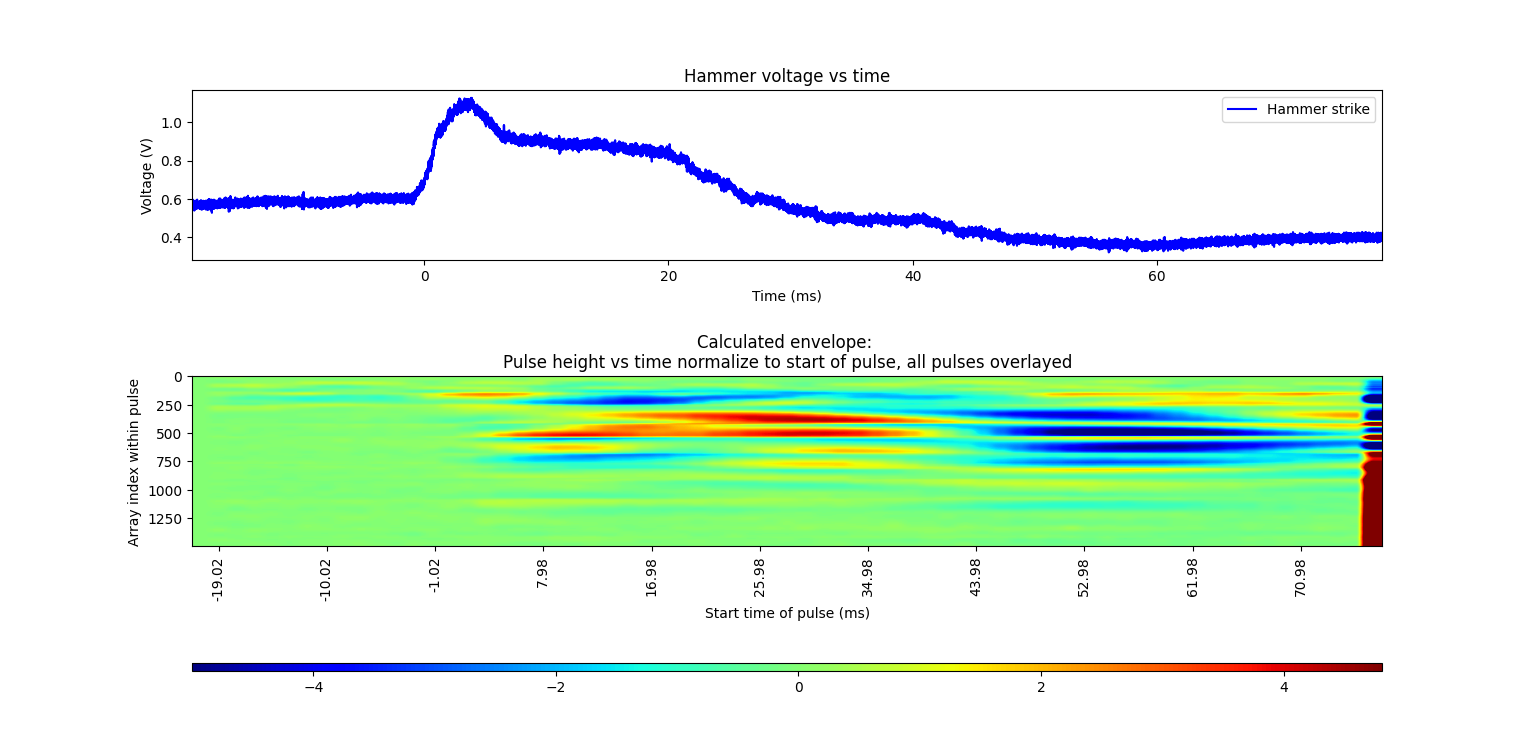 Hammer voltage vs time
Hammer strike
1.0
0.8
0.6
0.4
Voltage (V)
0 20 40 60
Time (ms)
Calculated envelope:
Pulse height vs time normalize to start of pulse, all pulses overlayed
0
250
500
750
1000
1250
Array index within pulse
-19.02 -10.02 -1.02 7.98 16.98 25.98 34.98 43.98 52.98 61.98 70.98
Start time of pulse (ms)
−4 −2 0 2 4